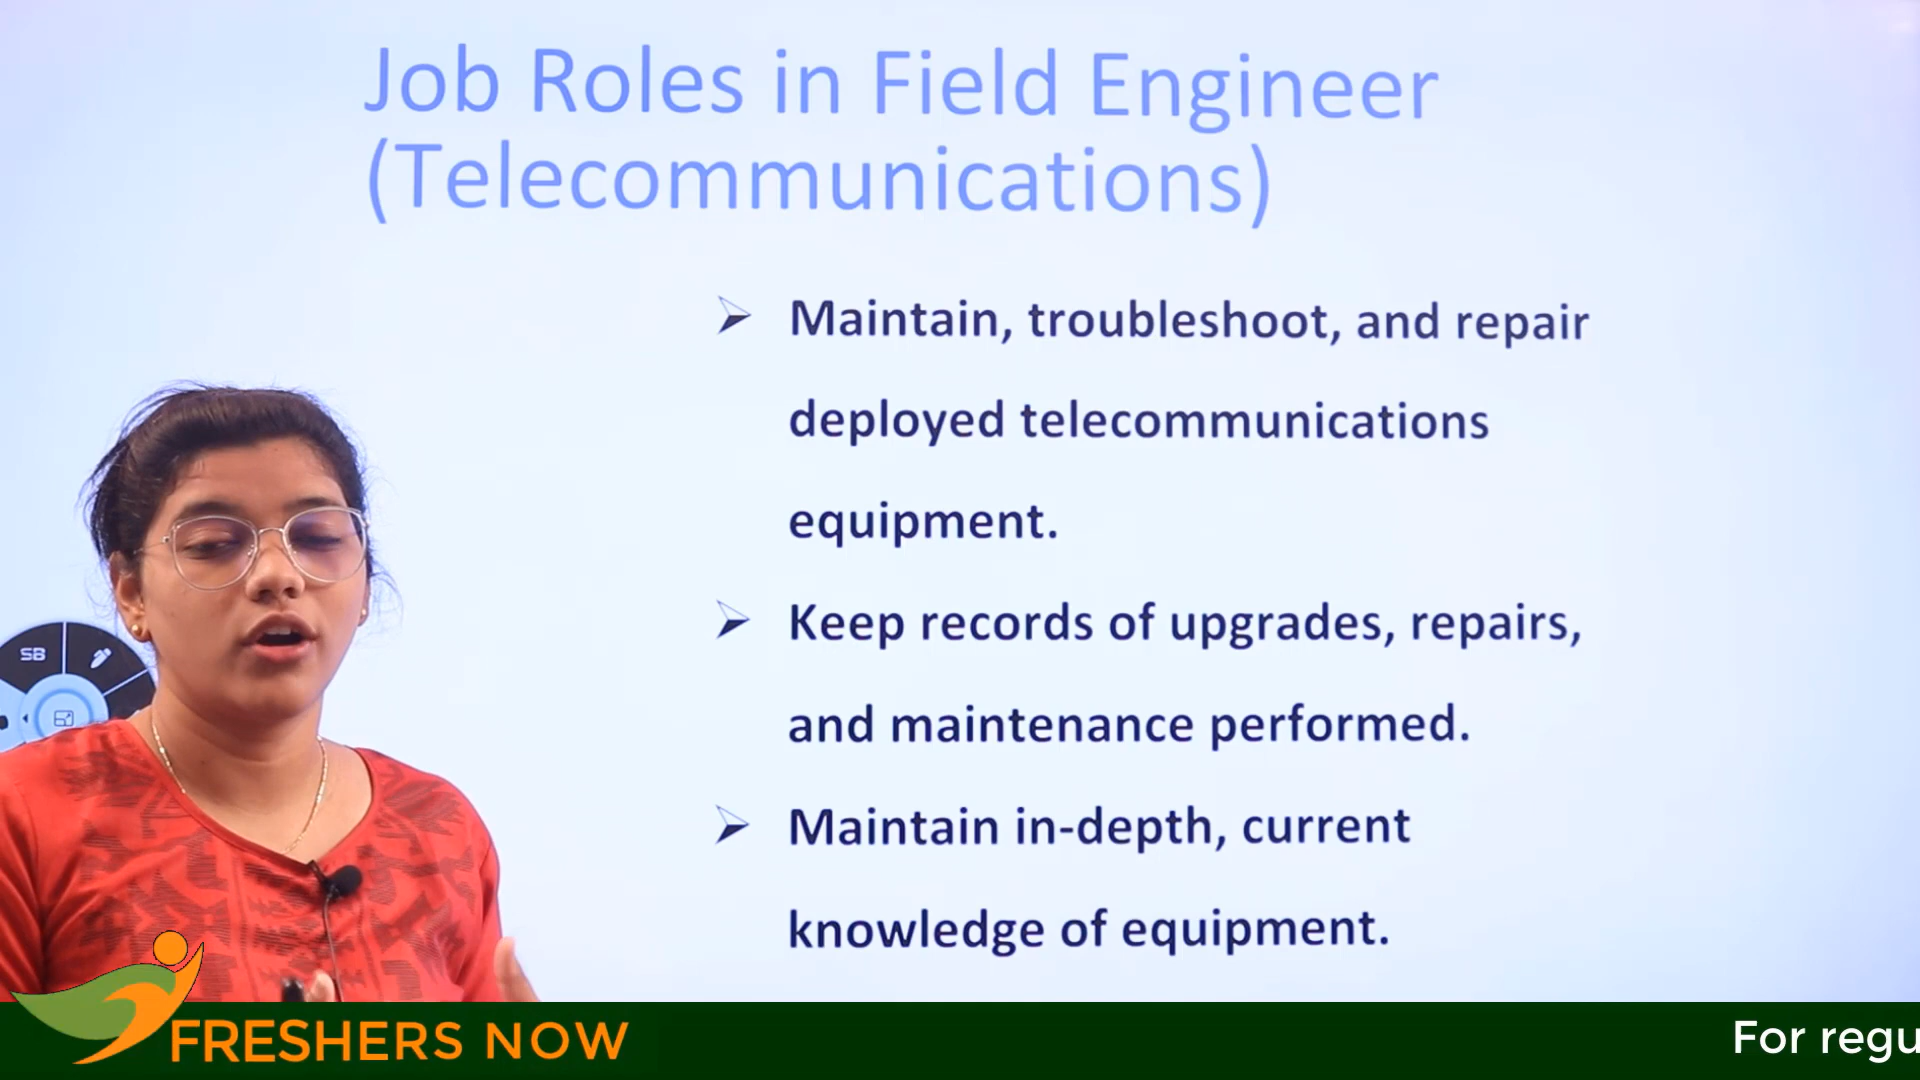 Job Roles in Field Engineer
(Telecommunications)
Maintain, troubleshoot, and repair
deployed telecommunications
equipment.
Keep records of upgrades, repairs,
and maintenance performed.
Maintain in-depth, current
knowledge of equipment.
SB
FRESHERS NOW
For regu